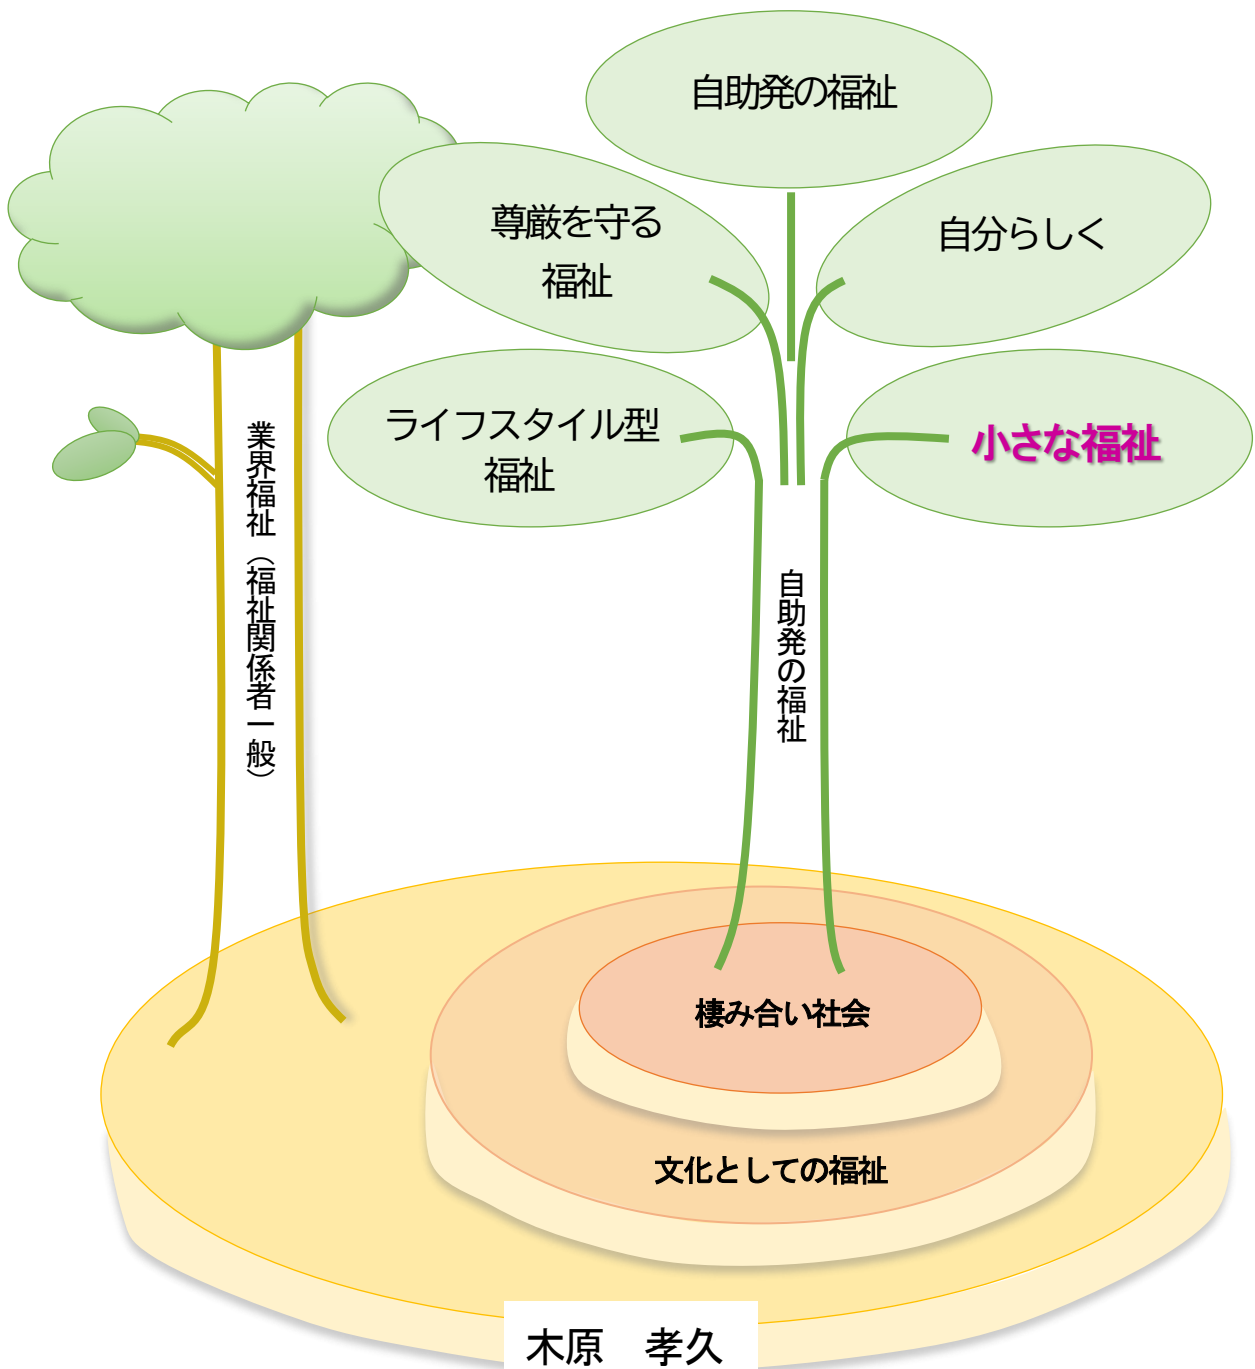 自助発の福祉
尊厳を守る
福祉
自分らしく
ライフスタイル型
福祉
小さな福祉
業界福祉（福祉関係者一般）
自助発の福祉
棲み合い社会
文化としての福祉
木原　孝久